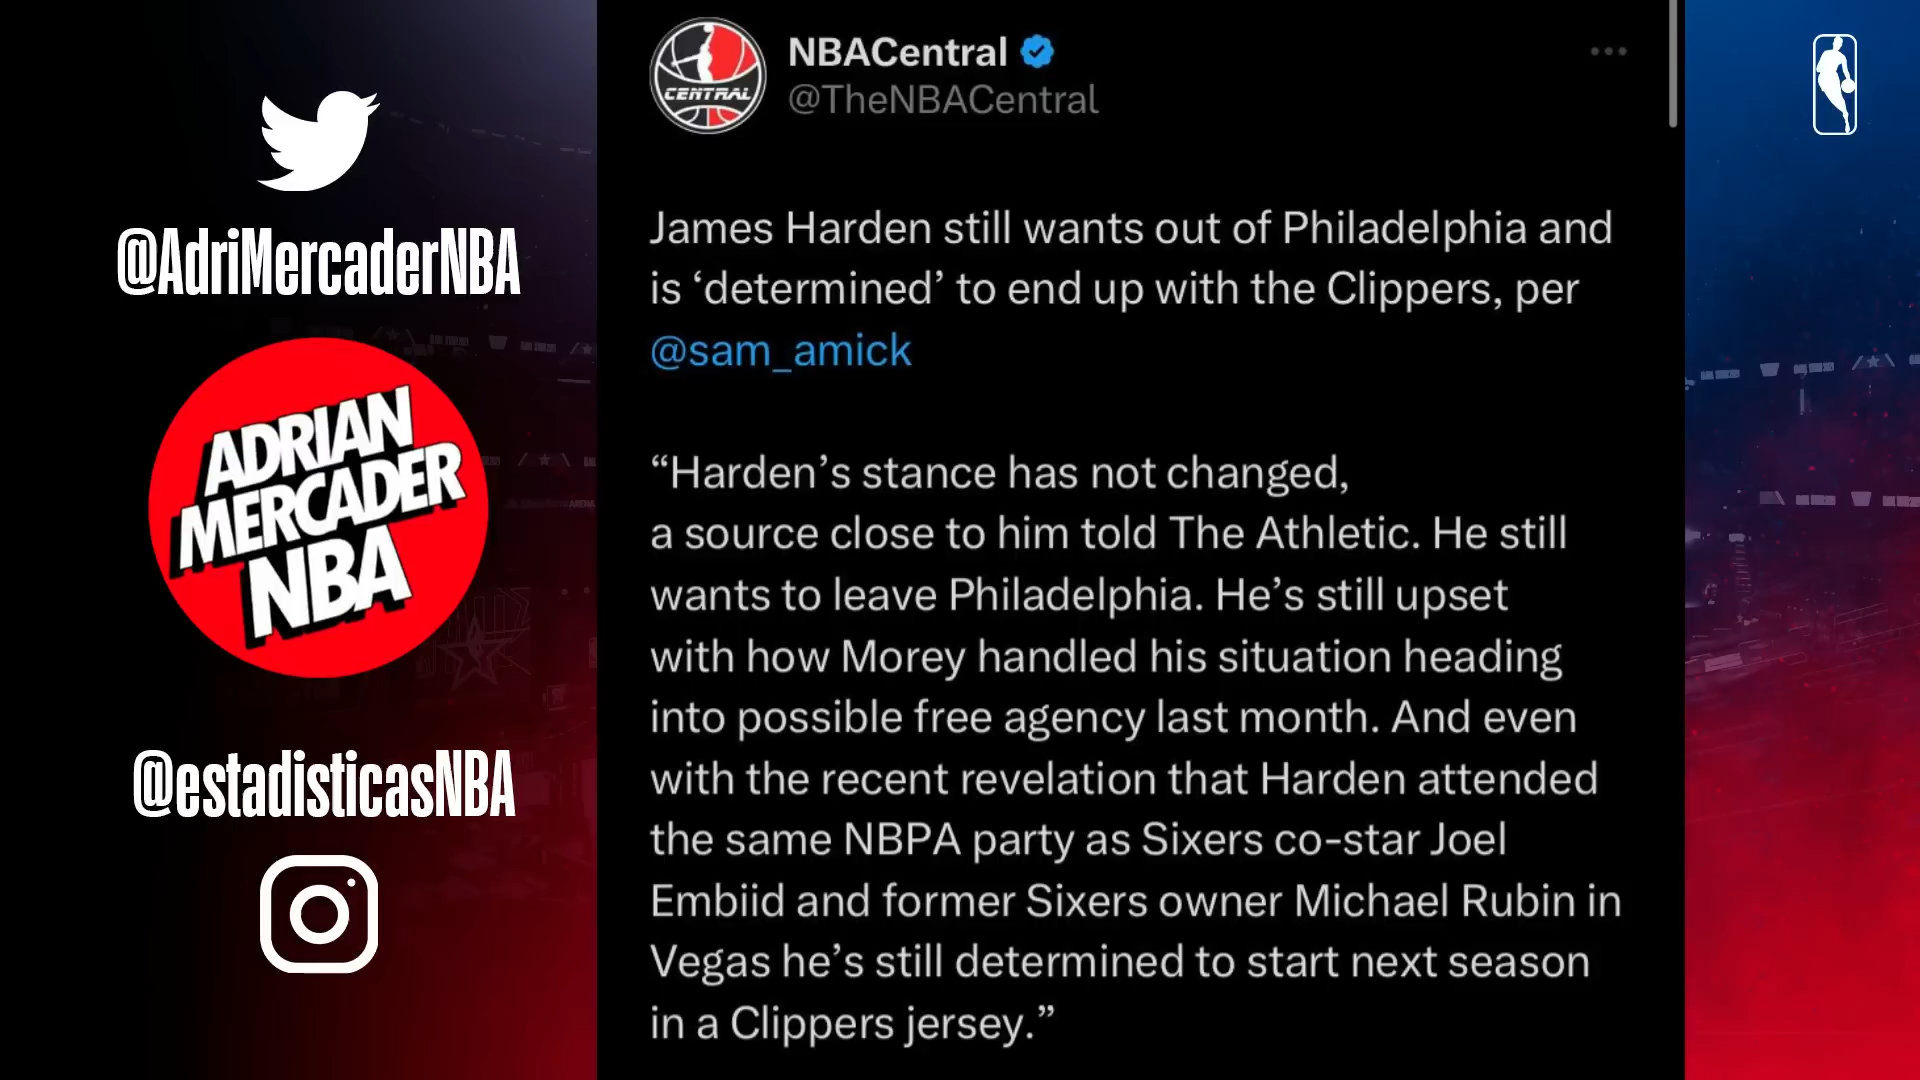 @AdriMercaderNBA
ADRIAN
MERCADER
NBA
@estadisticasNBA
CENTRAL
NBACentral
@TheNBACentral
James Harden still wants out of Philadelphia and
is ‘determined’ to end up with the Clippers, per
@sam_amick
“Harden’s stance has not changed,
a source close to him told The Athletic. He still
wants to leave Philadelphia. He’s still upset
with how Morey handled his situation heading
into possible free agency last month. And even
with the recent revelation that Harden attended
the same NBPA party as Sixers co-star Joel
Embiid and former Sixers owner Michael Rubin in
Vegas he’s still determined to start next season
in a Clippers jersey.”